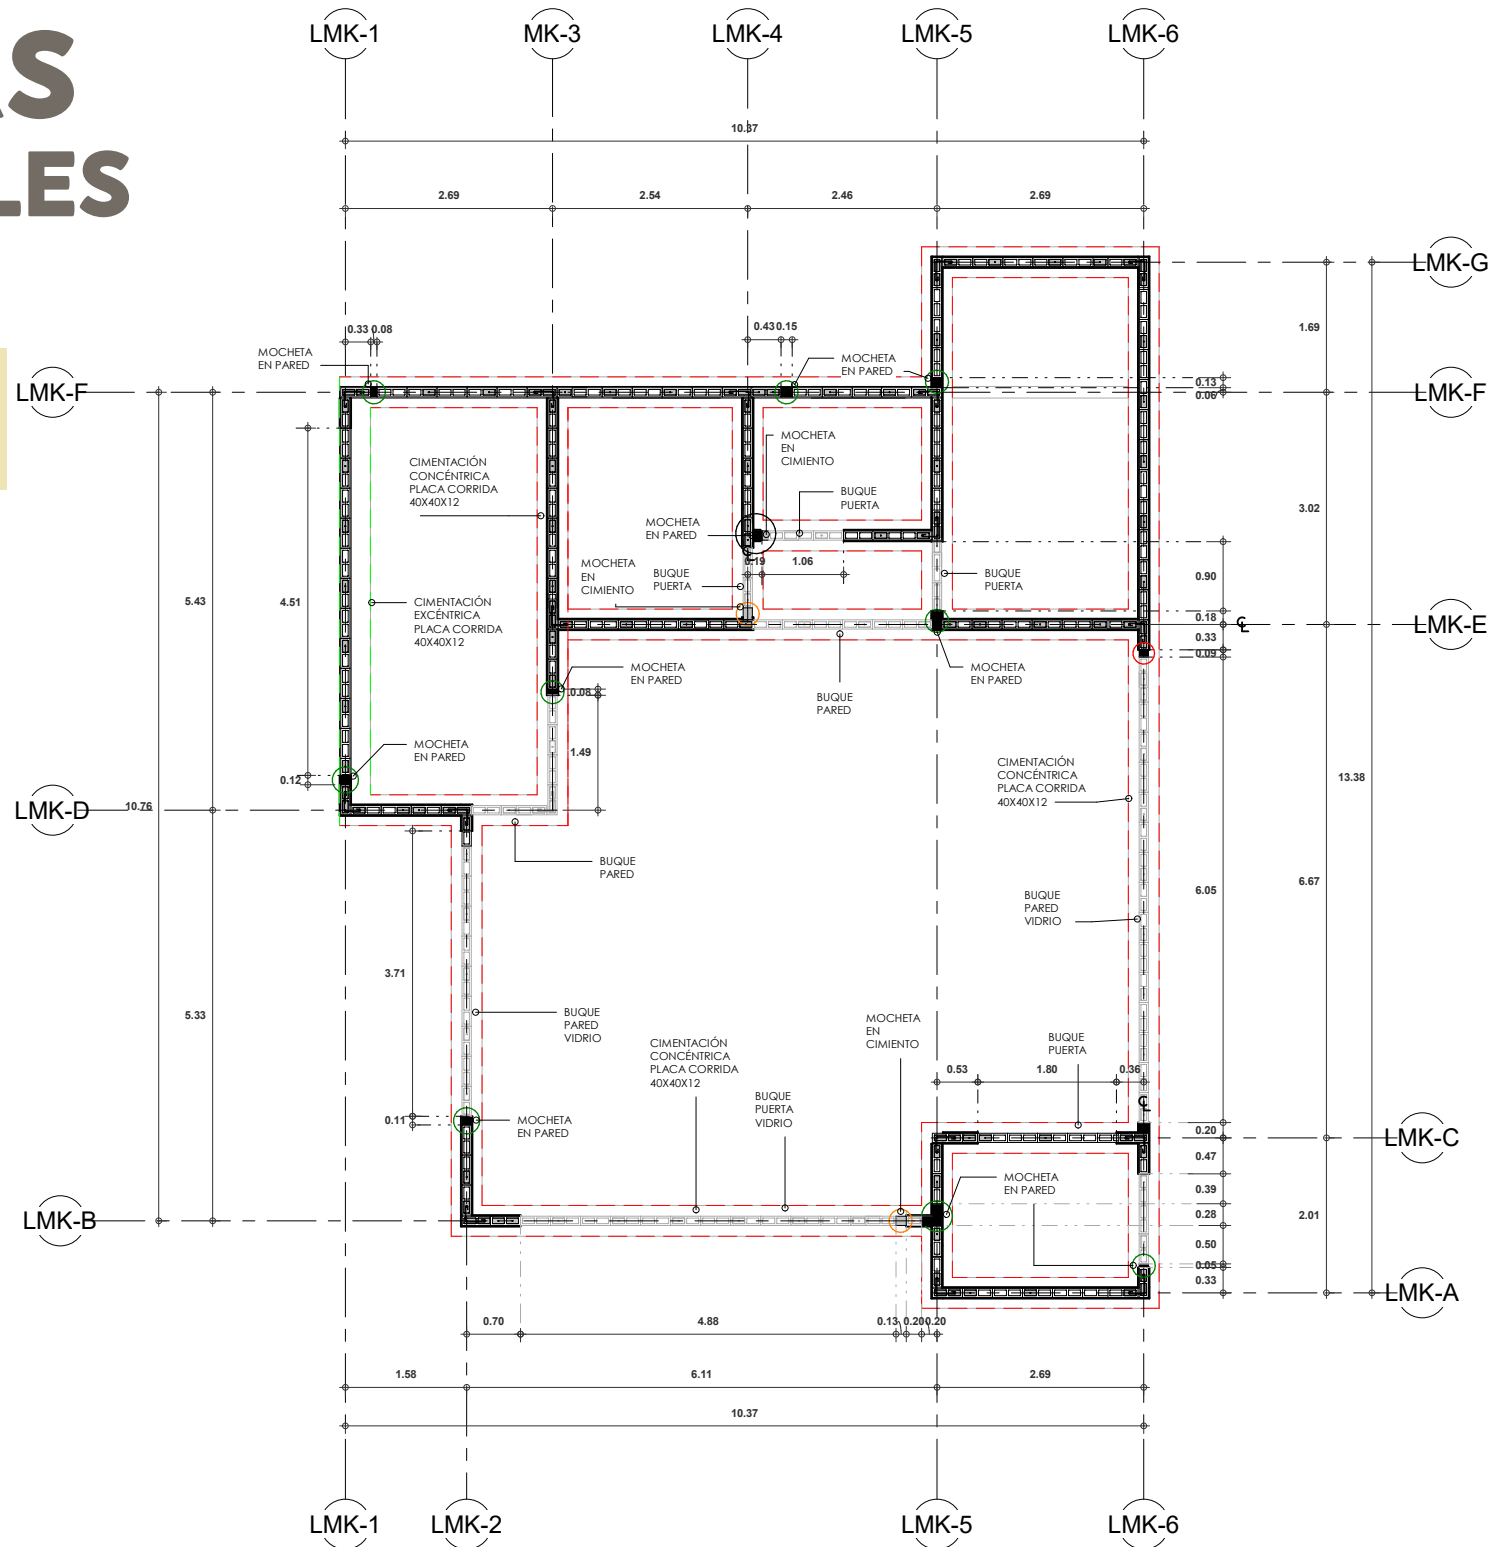 LMK-1
MK-3
LMK-4
LMK-5
LMK-6
LES
10.37
2.69
2.54
2.46
2.69
LMK-G
0.33
0.08
0.43
0.15
1.69
MOCHETA
EN PARED
MOCHETA
EN PARED
LMK-F
LMK-F
0.13
0.06
MOCHETA
EN
CIMIENTO
CIMENTACIÓN
CONCÉNTRICA
PLACA CORRIDA
40X40X12
BUQUE
PUERTA
MOCHETA
EN PARED
3.02
0.19
1.06
MOCHETA
EN
CIMIENTO
BUQUE
PUERTA
BUQUE
PUERTA
0.90
5.43
4.51
CIMENTACIÓN
EXCÉNTRICA
PLACA CORRIDA
40X40X12
0.18
LMK-E
0.33
0.09
MOCHETA
EN PARED
MOCHETA
EN PARED
0.08
BUQUE
PARED
1.49
MOCHETA
EN PARED
0.12
CIMENTACIÓN
CONCÉNTRICA
PLACA CORRIDA
40X40X12
13.38
LMK-D
10.76
BUQUE
PARED
6.05
6.67
BUQUE
PARED
VIDRIO
3.71
5.33
BUQUE
PARED
VIDRIO
MOCHETA
EN
CIMIENTO
CIMENTACIÓN
CONCÉNTRICA
PLACA CORRIDA
40X40X12
BUQUE
PUERTA
0.53
1.80
0.36
BUQUE
PUERTA
VIDRIO
0.11
MOCHETA
EN PARED
0.20
LMK-C
0.47
MOCHETA
EN PARED
0.39
0.28
LMK-B
2.01
0.50
0.05
0.33
LMK-A
0.70
4.88
0.13
0.20
0.20
1.58
6.11
2.69
10.37
LMK-1
LMK-2
LMK-5
LMK-6